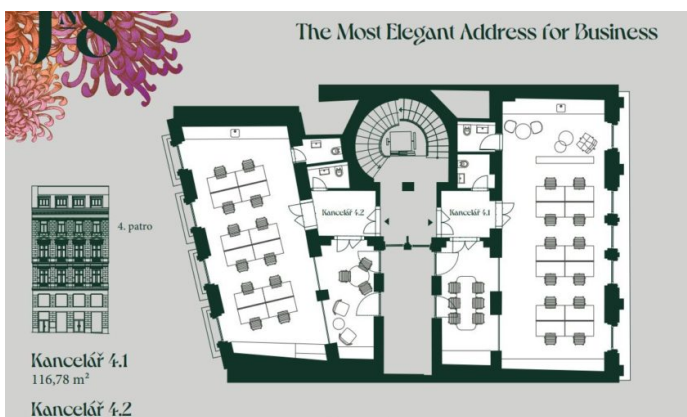 The Most Elegant Address for Business
Kancelář 4.2
Kancelář 4.1
4. patro
Kancelář 4.1
116,78 m²
Kancelář 4.2